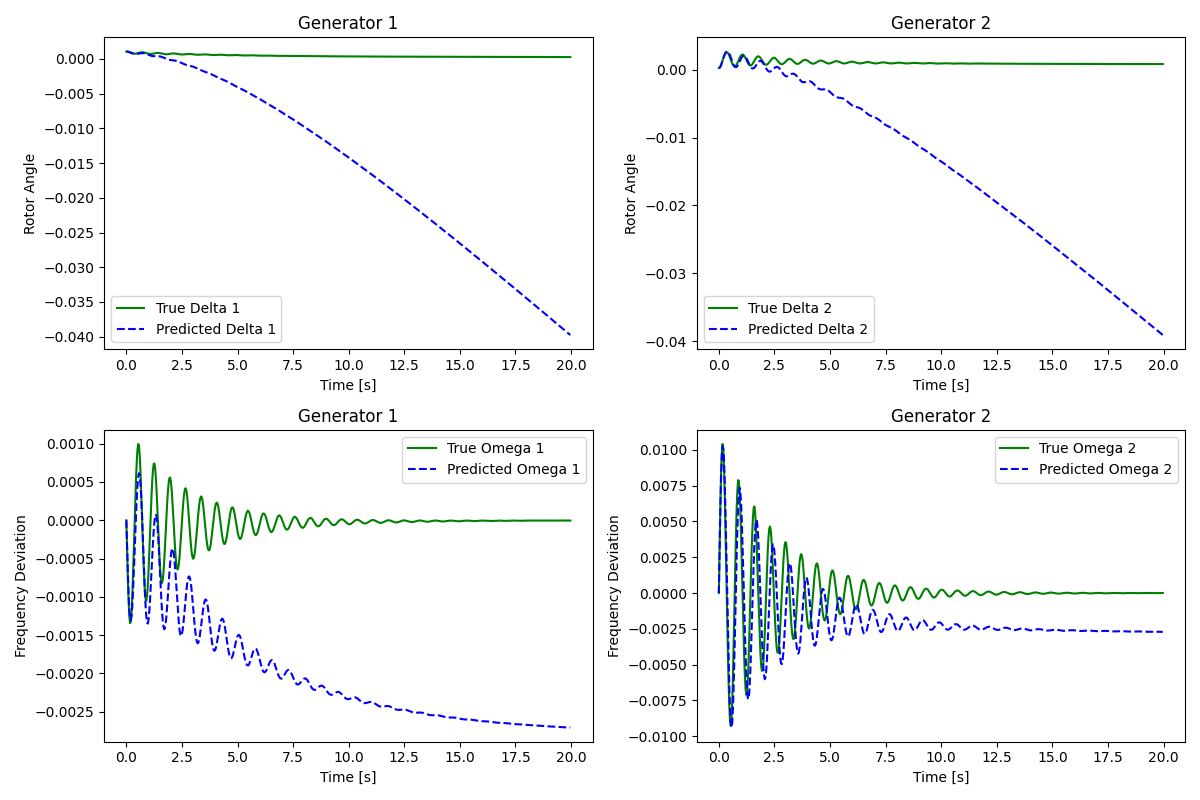 Generator 1
0.000
−0.005
−0.010
−0.015
−0.020
−0.025
−0.030
−0.035
−0.040
Rotor Angle
True Delta 1
Predicted Delta 1
0.0 2.5 5.0 7.5 10.0 12.5 15.0 17.5 20.0
Time [s]
Generator 2
0.00
−0.01
−0.02
−0.03
−0.04
Rotor Angle
True Delta 2
Predicted Delta 2
0.0 2.5 5.0 7.5 10.0 12.5 15.0 17.5 20.0
Time [s]
Generator 1
0.0010
0.0005
0.0000
−0.0005
−0.0010
−0.0015
−0.0020
−0.0025
Frequency Deviation
True Omega 1
Predicted Omega 1
0.0 2.5 5.0 7.5 10.0 12.5 15.0 17.5 20.0
Time [s]
Generator 2
0.0100
0.0075
0.0050
0.0025
0.0000
−0.0025
−0.0050
−0.0075
−0.0100
Frequency Deviation
True Omega 2
Predicted Omega 2
0.0 2.5 5.0 7.5 10.0 12.5 15.0 17.5 20.0
Time [s]